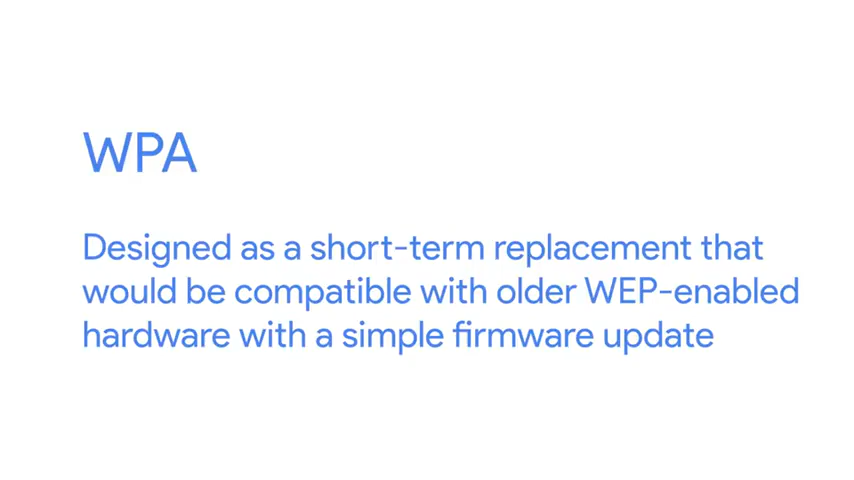 WPA
Designed as a short-term replacement that
would be compatible with older WEP-enabled
hardware with a simple firmware update